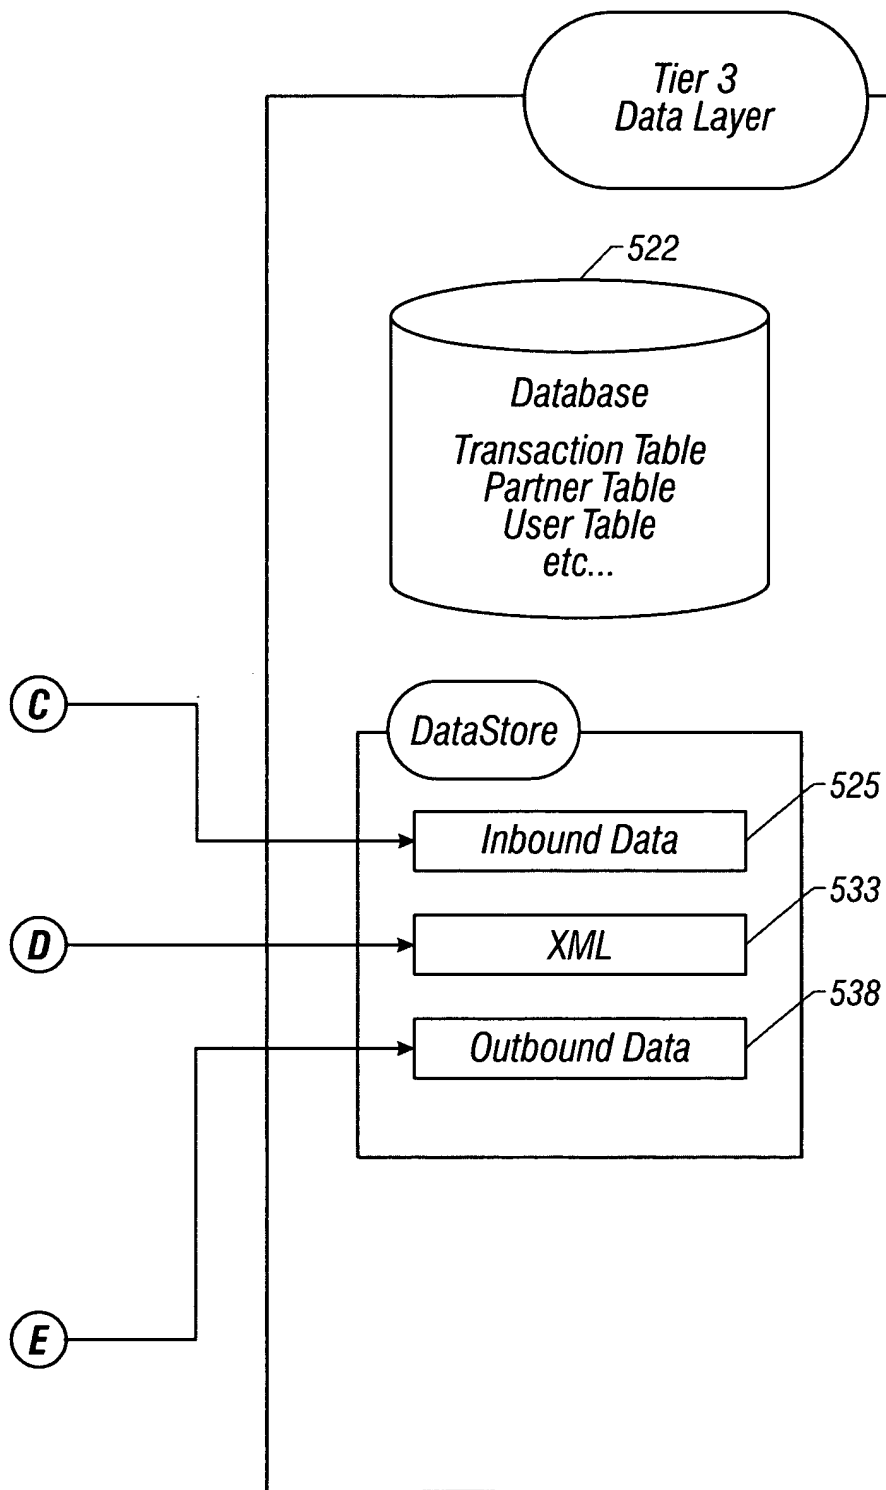 Tier 3
Data Layer
522
Database
Transaction Table
Partner Table
User Table
etc...
C
DataStore
525
Inbound Data
533
D
XML
538
Outbound Data
E